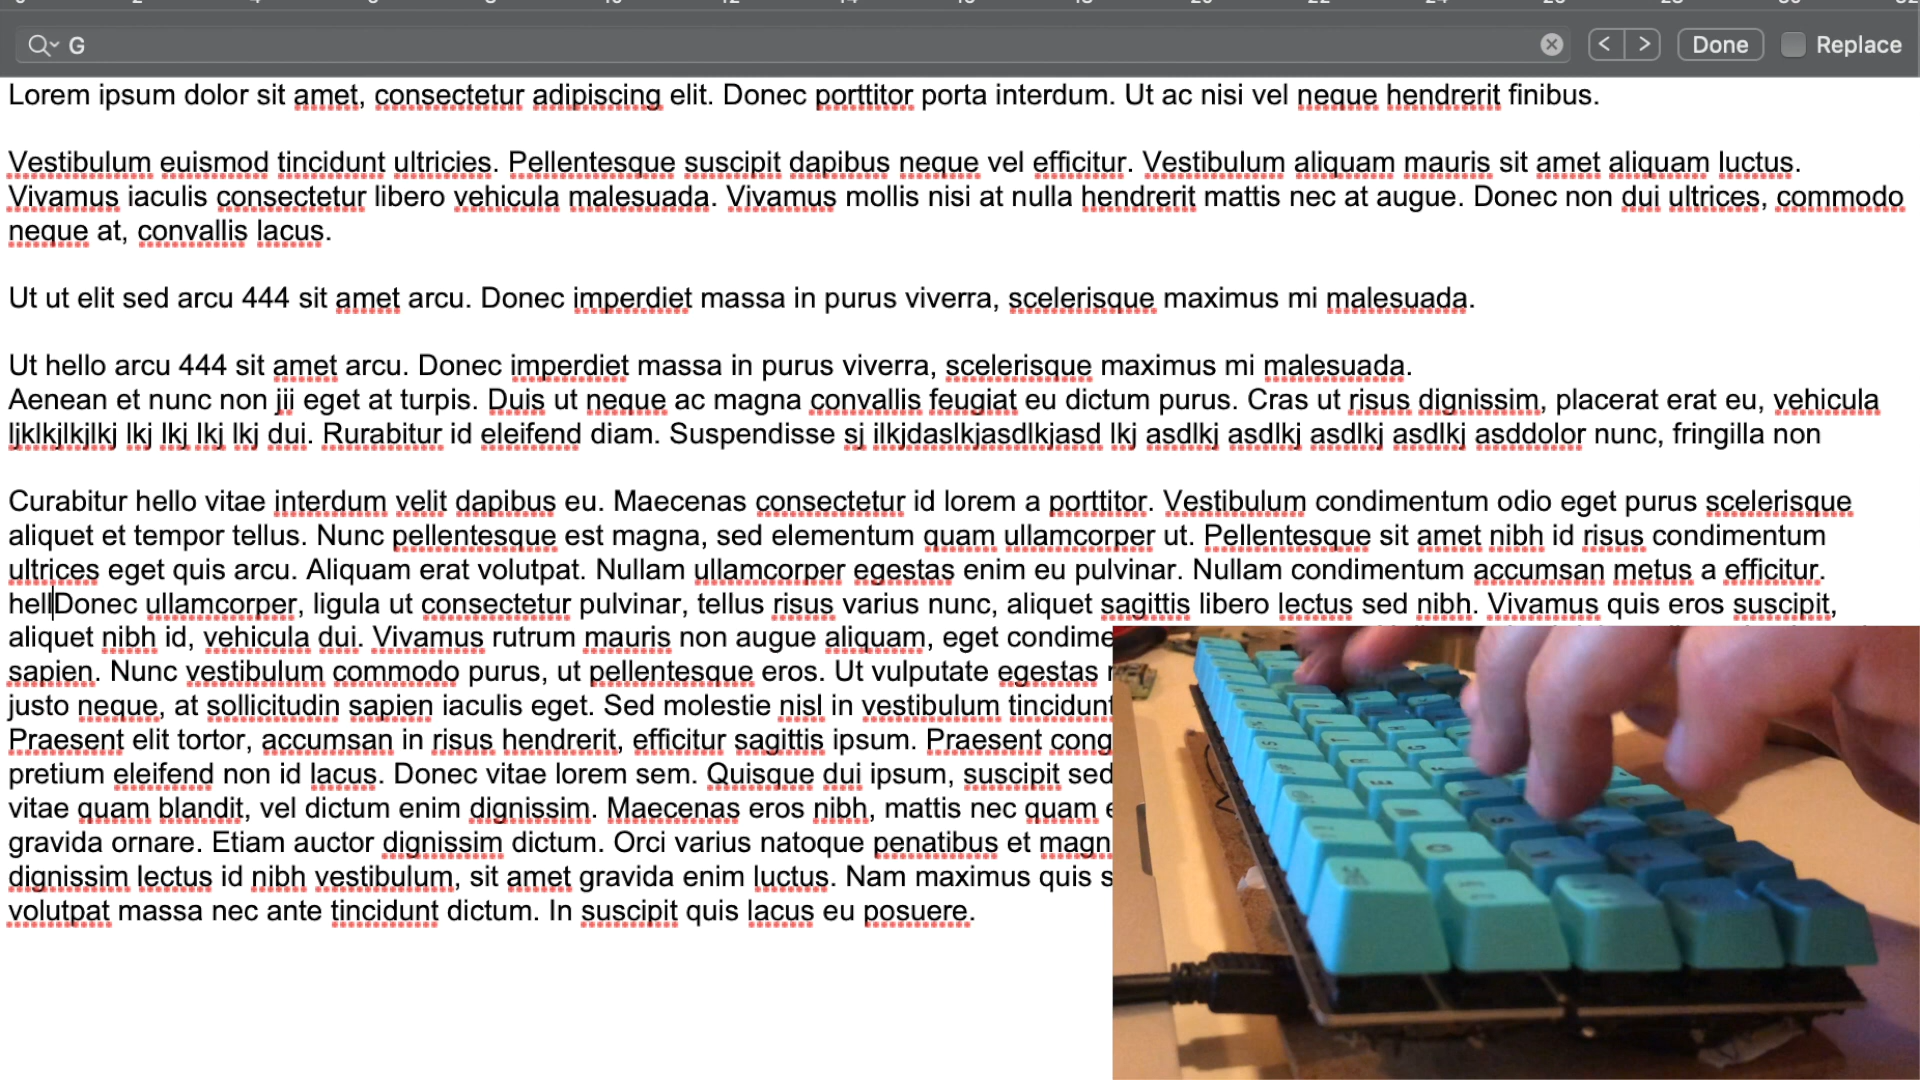 G
Done
Replace
Lorem ipsum dolor sit amet, consectetur adipiscing elit. Donec porttitor porta interdum. Ut ac nisi vel neque hendrerit finibus.
Vestibulum euismod tincidunt ultricies. Pellentesque suscipit dapibus neque vel efficitur. Vestibulum aliquam mauris sit amet aliquam luctus.
Vivamus iaculis consectetur libero vehicula malesuada. Vivamus mollis nisi at nulla hendrerit mattis nec at augue. Donec non dui ultrices, commodo
neque at, convallis lacus.
Ut ut elit sed arcu 444 sit amet arcu. Donec imperdiet massa in purus viverra, scelerisque maximus mi malesuada.
Ut hello arcu 444 sit amet arcu. Donec imperdiet massa in purus viverra, scelerisque maximus mi malesuada.
Aenean et nunc non jii eget at turpis. Duis ut neque ac magna convallis feugiat eu dictum purus. Cras ut risus dignissim, placerat erat eu, vehicula
ljklkjlkjlkj lkj lkj lkj lkj dui. Rurabitur id eleifend diam. Suspendisse sj ilkjdaslkjasdlkjasd lkj asdlkj asdlkj asdlkj asdlkj asddolor nunc, fringilla non
Curabitur hello vitae interdum velit dapibus eu. Maecenas consectetur id lorem a porttitor. Vestibulum condimentum odio eget purus scelerisque
aliquet et tempor tellus. Nunc pellentesque est magna, sed elementum quam ullamcorper ut. Pellentesque sit amet nibh id risus condimentum
ultrices eget quis arcu. Aliquam erat volutpat. Nullam ullamcorper egestas enim eu pulvinar. Nullam condimentum accumsan metus a efficitur.
hellDonec ullamcorper, ligula ut consectetur pulvinar, tellus risus varius nunc, aliquet sagittis libero lectus sed nibh. Vivamus quis eros suscipit,
aliquet nibh id, vehicula dui. Vivamus rutrum mauris non augue aliquam, eget condime
sapien. Nunc vestibulum commodo purus, ut pellentesque eros. Ut vulputate egestas
justo neque, at sollicitudin sapien iaculis eget. Sed molestie nisl in vestibulum tincidunt
Praesent elit tortor, accumsan in risus hendrerit, efficitur sagittis ipsum. Praesent cong
pretium eleifend non id lacus. Donec vitae lorem sem. Quisque dui ipsum, suscipit sed
vitae quam blandit, vel dictum enim dignissim. Maecenas eros nibh, mattis nec quam e
gravida ornare. Etiam auctor dignissim dictum. Orci varius natoque penatibus et magn
dignissim lectus id nibh vestibulum, sit amet gravida enim luctus. Nam maximus quis s
volutpat massa nec ante tincidunt dictum. In suscipit quis lacus eu posuere.